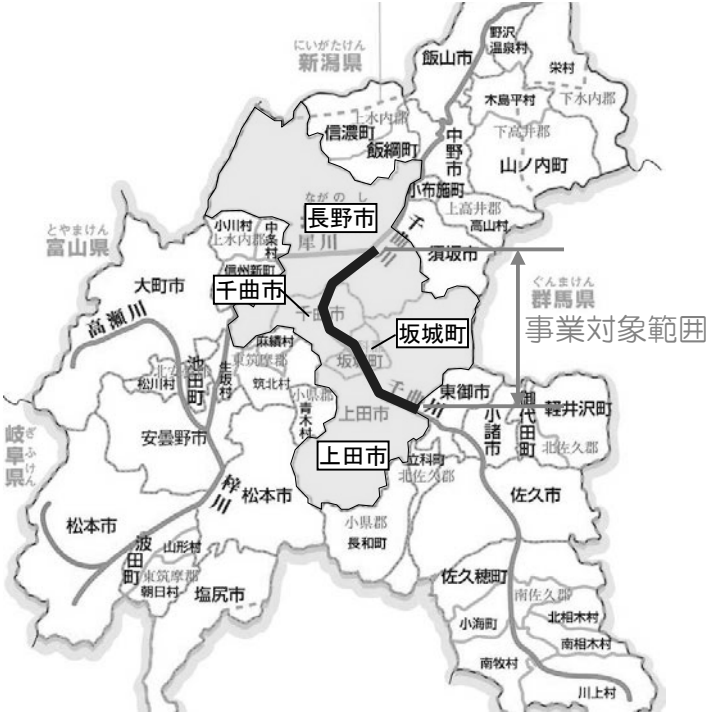 にいがたけん
新潟県
野沢
温泉村
飯山市
栄村
木島平村
下水内郡
上水内郡
信濃町
飯綱町
中野市
下高井郡
山ノ内町
小布施町
ながのし
長野市
上高井郡
高山村
小川村
上水内郡
中条村
犀川
千曲川
須坂市
とやまけん
富山県
信州新町
大町市
千曲市
千曲市
ぐんまけん
群馬県
高瀬川
事業対象範囲
坂城町
坂城町
麻績村
東筑摩郡
池田町
生坂村
松川村
筑北村
小県郡
青木村
千曲川
東御市
小諸市
御代田町
軽井沢町
上田市
安曇野市
北佐久郡
ぎふけん
岐阜県
上田市
立科町
北佐久郡
梓川
松本市
佐久市
松本市
小県郡
長和町
波田町
山形村
東筑摩郡
朝日村
塩尻市
佐久穂町
南佐久郡
北相木村
小海町
南相木村
南牧村
川上村